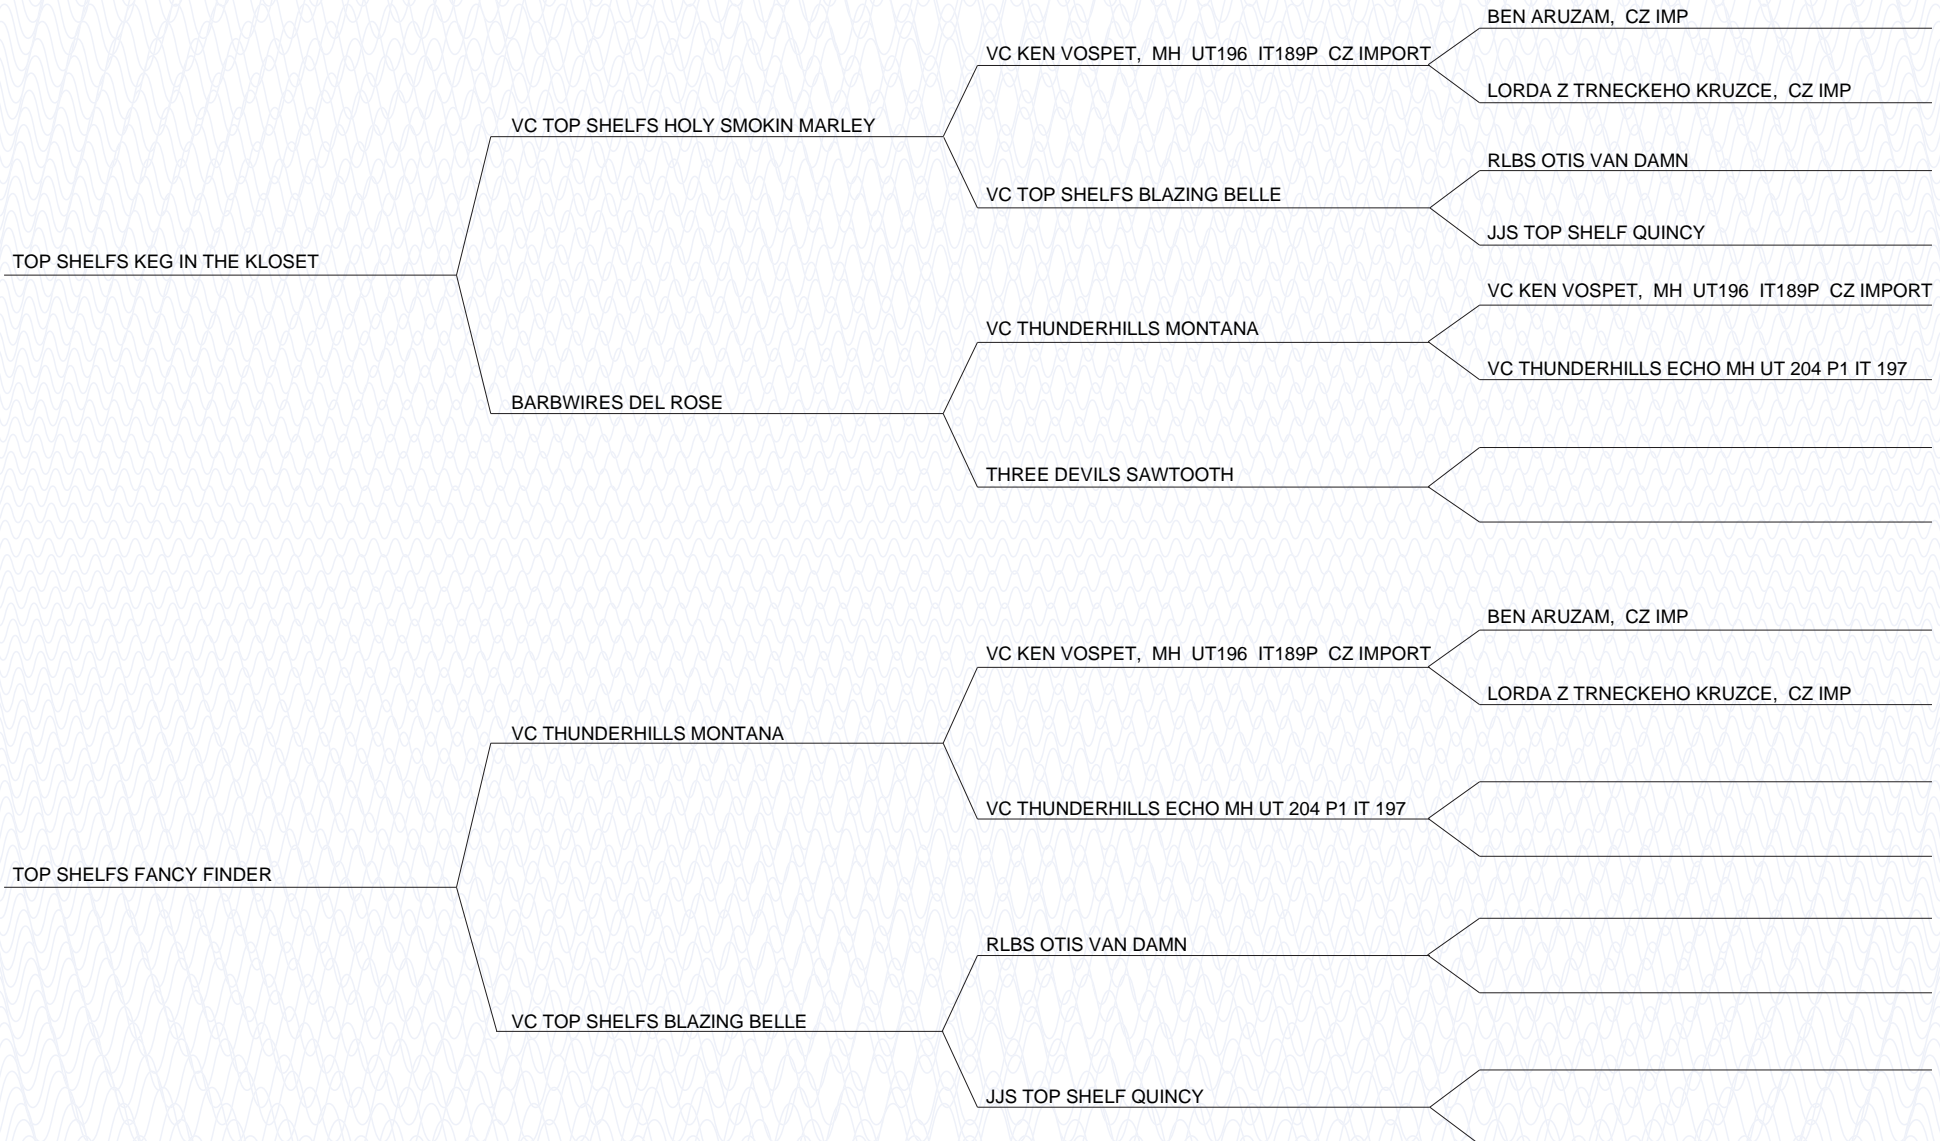 BEN ARUZAM,  CZ IMP
VC KEN VOSPET,  MH  UT196  IT189P  CZ IMPORT
LORDA Z TRNECKEHO KRUZCE,  CZ IMP
VC TOP SHELFS HOLY SMOKIN MARLEY
RLBS OTIS VAN DAMN
VC TOP SHELFS BLAZING BELLE
JJS TOP SHELF QUINCY
TOP SHELFS KEG IN THE KLOSET
VC KEN VOSPET,  MH  UT196  IT189P  CZ IMPORT
VC THUNDERHILLS MONTANA
VC THUNDERHILLS ECHO MH UT 204 P1 IT 197
BARBWIRES DEL ROSE
THREE DEVILS SAWTOOTH
BEN ARUZAM,  CZ IMP
VC KEN VOSPET,  MH  UT196  IT189P  CZ IMPORT
LORDA Z TRNECKEHO KRUZCE,  CZ IMP
VC THUNDERHILLS MONTANA
VC THUNDERHILLS ECHO MH UT 204 P1 IT 197
TOP SHELFS FANCY FINDER
RLBS OTIS VAN DAMN
VC TOP SHELFS BLAZING BELLE
JJS TOP SHELF QUINCY